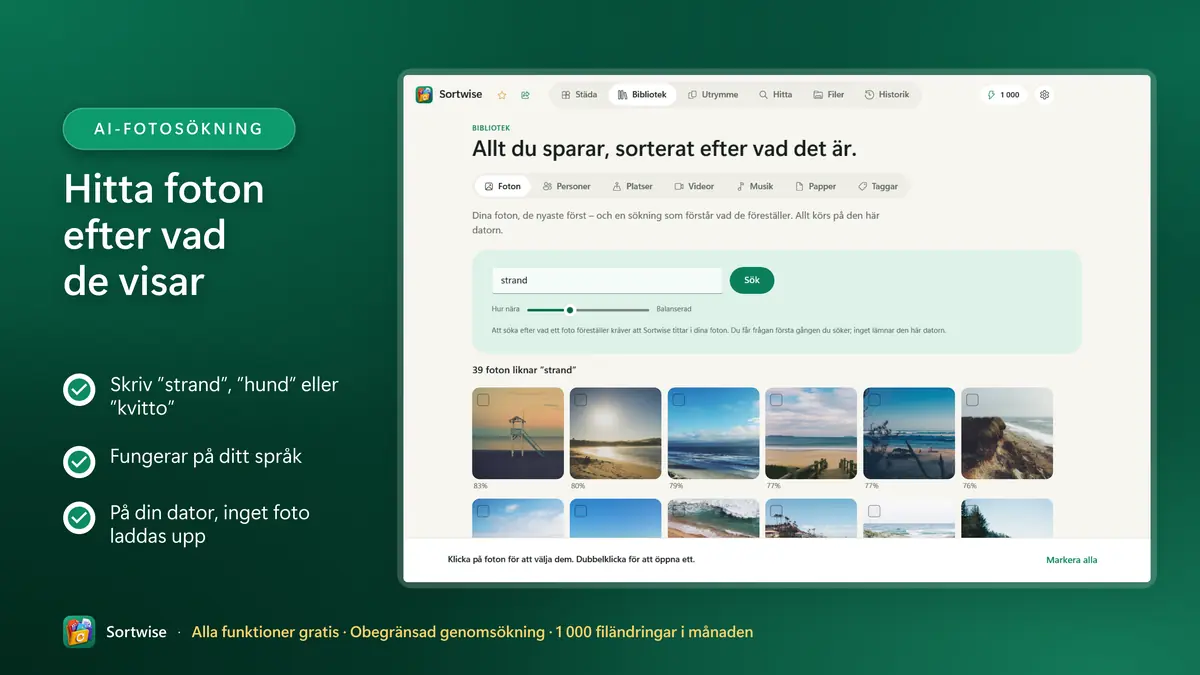 AI-FOTOSÖKNING
Hitta foton
efter vad
de visar
Skriv ”strand”, ”hund” eller
”kvitto”
Fungerar på ditt språk
På din dator, inget foto
laddas upp
Sortwise
Städa
Bibliotek
Utrymme
Hitta
Filer
Historik
1 000
BIBLIOTEK
Allt du sparar, sorterat efter vad det är.
Foton
Personer
Platser
Videor
Musik
Papper
Taggar
Dina foton, de nyaste först – och en sökning som förstår vad de föreställer. Allt körs på den här
datorn.
strand
Sök
Hur nära
Balanserad
Att söka efter vad ett foto föreställer kräver att Sortwise tittar i dina foton. Du får frågan första gången du söker; inget lämnar den här datorn.
39 foton liknar ”strand”
83%
80%
79%
77%
77%
76%
Klicka på foton för att välja dem. Dubbelklicka för att öppna ett.
Markera alla
Sortwise · Alla funktioner gratis · Obegränsad genomsökning · 1 000 filändringar i månaden